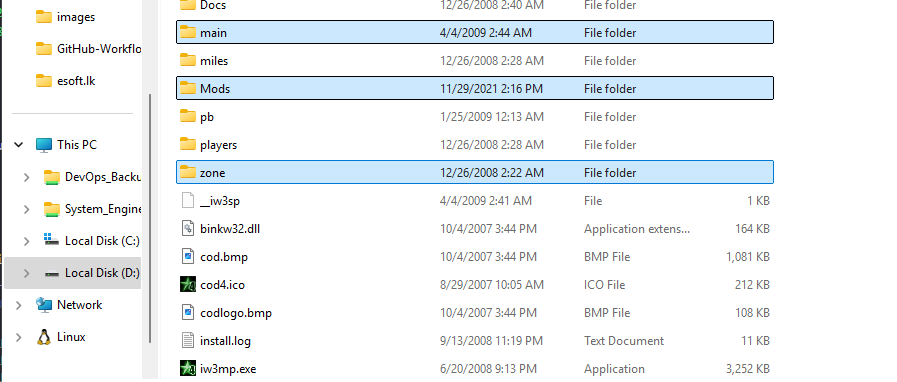 images
GitHub-Workflo
esoft.lk
This PC
DevOps_Backu
System_Engine
Local Disk (C:)
Local Disk (D:)
Network
Linux
Docs 12/26/2008 2:40 AM File folder
main 4/4/2009 2:44 AM File folder
miles 12/26/2008 2:28 AM File folder
Mods 11/29/2021 2:16 PM File folder
pb 1/25/2009 12:13 AM File folder
players 12/26/2008 2:28 AM File folder
zone 12/26/2008 2:22 AM File folder
__iw3sp 4/4/2009 2:41 AM File 1 KB
binkw32.dll 10/4/2007 3:44 PM Application extens... 164 KB
cod.bmp 10/4/2007 3:44 PM BMP File 1,081 KB
cod4.ico 8/29/2007 10:05 AM ICO File 212 KB
codlogo.bmp 10/4/2007 3:44 PM BMP File 108 KB
install.log 9/13/2008 11:19 PM Text Document 11 KB
iw3mp.exe 6/20/2008 9:13 PM Application 3,252 KB